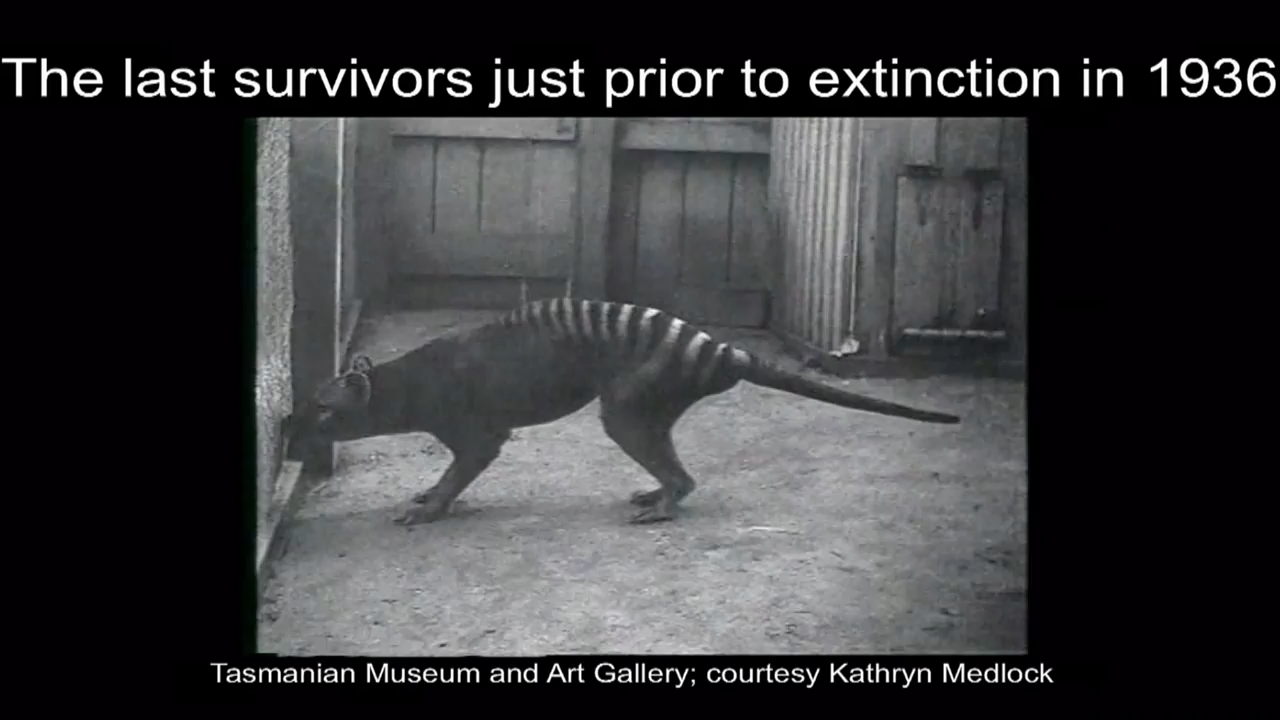 The last survivors just prior to extinction in 1936
Tasmanian Museum and Art Gallery; courtesy Kathryn Medlock